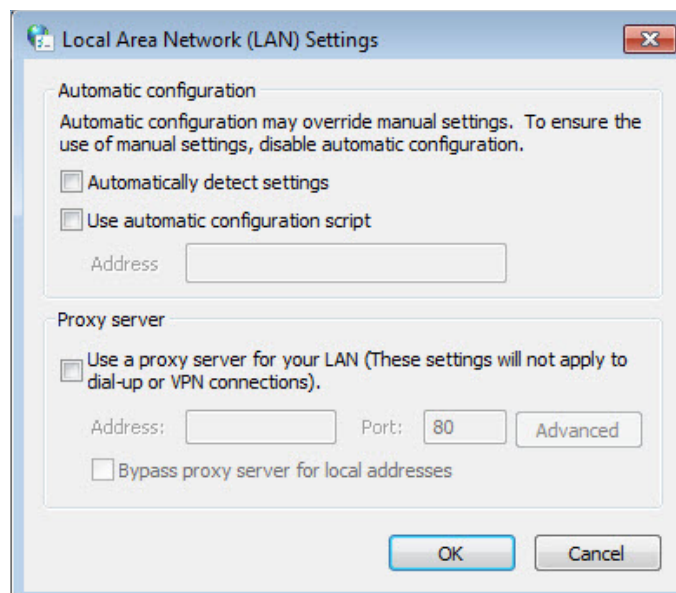 Local Area Network (LAN) Settings
Automatic configuration
Automatic configuration may override manual settings. To ensure the
use of manual settings, disable automatic configuration.
Automatically detect settings
Use automatic configuration script
Address
Proxy server
Use a proxy server for your LAN (These settings will not apply to
dial-up or VPN connections).
Address: Port: 80 Advanced
Bypass proxy server for local addresses
OK Cancel